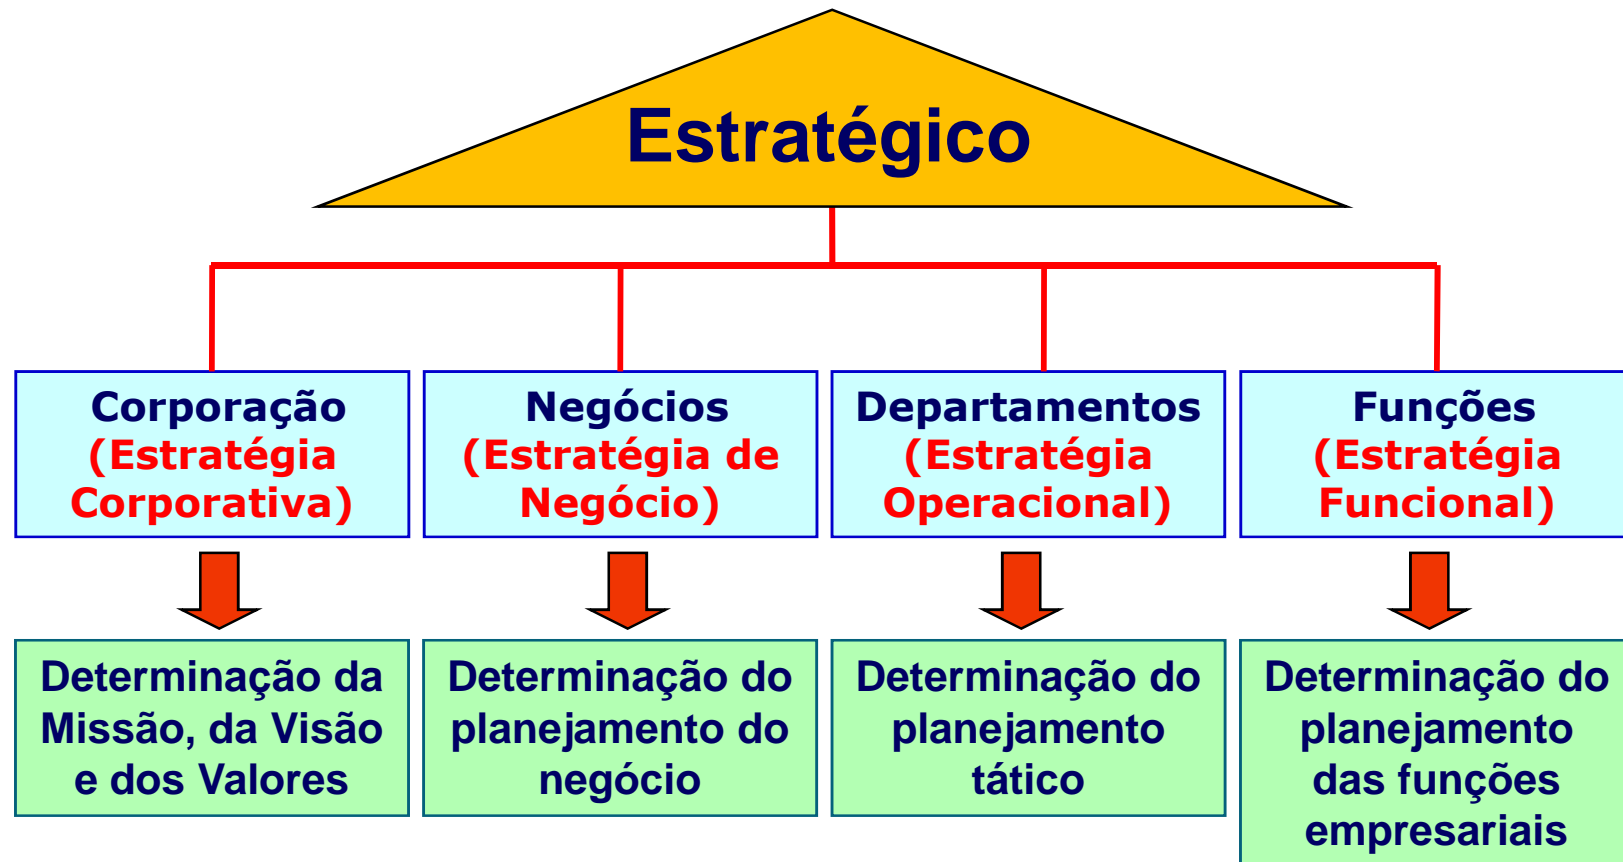 Estratégico
Corporação
(Estratégia
Corporativa)
Negócios
(Estratégia de
Negócio)
Departamentos
(Estratégia
Operacional)
Funções
(Estratégia
Funcional)
Determinação da
Missão, da Visão
e dos Valores
Determinação do
planejamento do
negócio
Determinação do
planejamento
tático
Determinação do
planejamento
das funções
empresariais